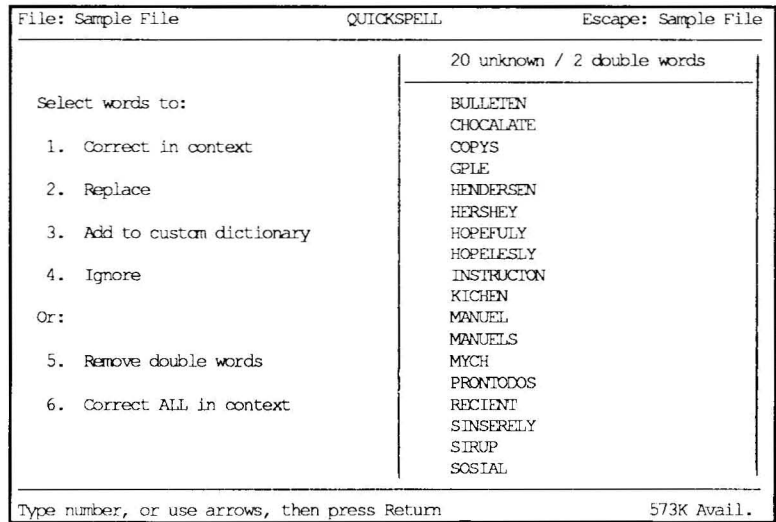 File: Sample File QUICKSPELL Escape: Sample File
20 unknown / 2 double words
Select words to:
1. Correct in context
2. Replace
3. Add to custom dictionary
4. Ignore
Or:
5. Remove double words
6. Correct ALL in context
BULLETEN
CHOCALATE
COPYS
GPLE
HENDERSEN
HERSHEY
HOPEFULY
HOPELESLY
INSTRUCTON
KICHEN
MANUEL
MANUELS
MYCH
PRONTODOS
RECIENT
SINSERELY
SIRUP
SOSIAL
Type number, or use arrows, then press Return _ 573K Avail.